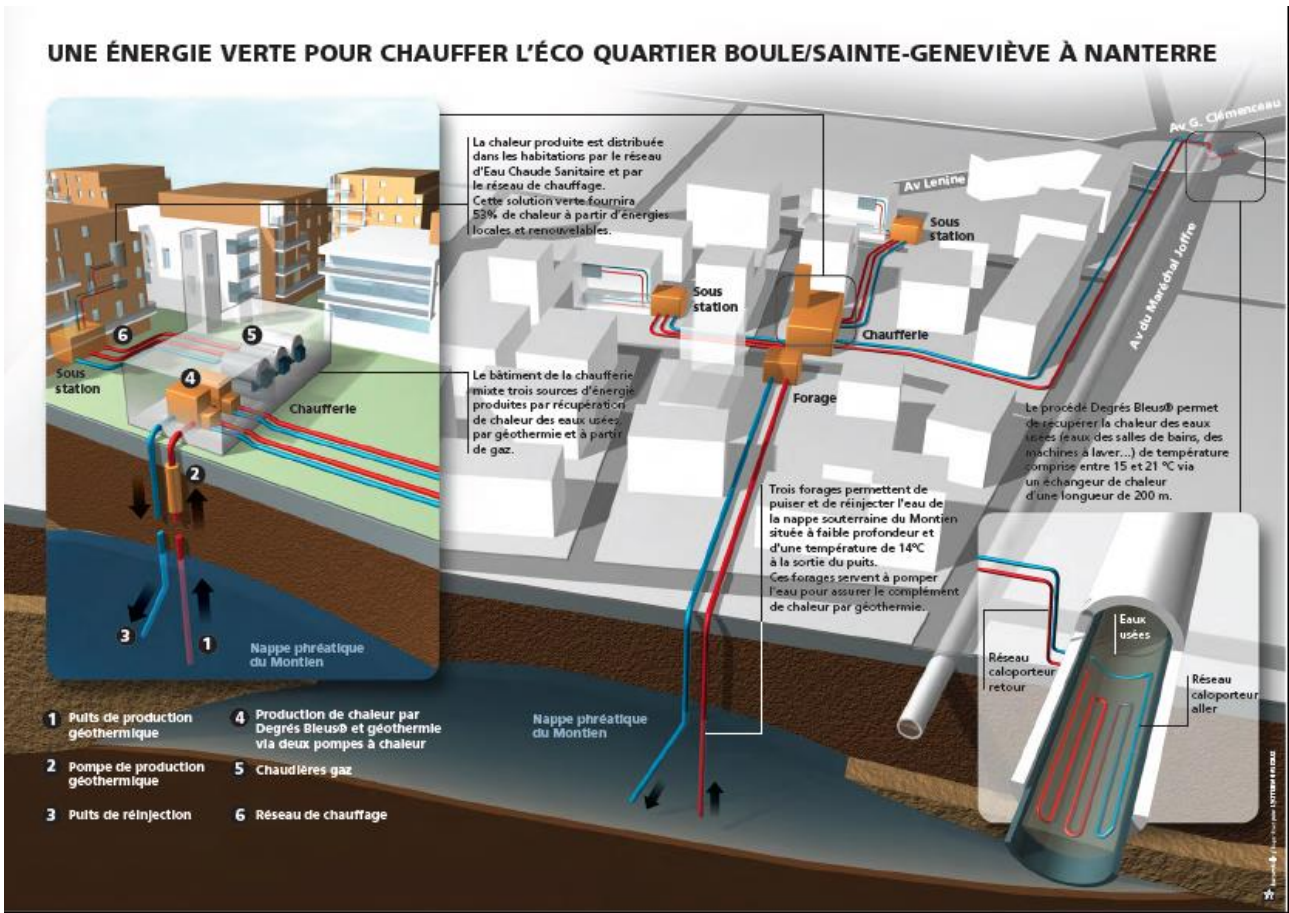 UNE ÉNERGIE VERTE POUR CHAUFFER L'ÉCO QUARTIER BOULE/SAINTE-GENEVIÈVE À NANTERRE
La chaleur produite est distribuée
dans les habitations par le réseau
d'Eau Chaude Sanitaire et par
le réseau de chauffage.
Cette solution verte fournira
53% de chaleur à partir d'énergies
locales et renouvelables.
Av G. Clémenceau
Av Lenine
Sous
station
Av du Maréchal Joffre
Sous
station
Chaufferie
Forage
6
5
4
Sous
station
Chaufferie
Le bâtiment de la chaufferie
mixte trois sources d'énergie
produites par récupération
de chaleur des eaux usées,
par géothermie et à partir
de gaz.
2
3
1
Nappe phréatique
du Montien
Le procédé Degrés Bleus® permet
de récupérer la chaleur des eaux
usées (eaux des salles de bains, des
machines à laver...) de température
comprise entre 15 et 21 °C via
un échangeur de chaleur
d'une longueur de 200 m.
Trois forages permettent de
puiser et de réinjecter l'eau de
la nappe souterraine du Montien
située à faible profondeur et
d'une température de 14°C
à la sortie du puits.
Ces forages servent à pomper
l'eau pour assurer le complément
de chaleur par géothermie.
Eaux
usées
Réseau
caloporteur
retour
Réseau
caloporteur
aller
Nappe phréatique
du Montien
1 Puits de production
géothermique
2 Pompe de production
géothermique
3 Puits de réinjection
4 Production de chaleur par
Degrés Bleus® et géothermie
via deux pompes à chaleur
5 Chaudières gaz
6 Réseau de chauffage